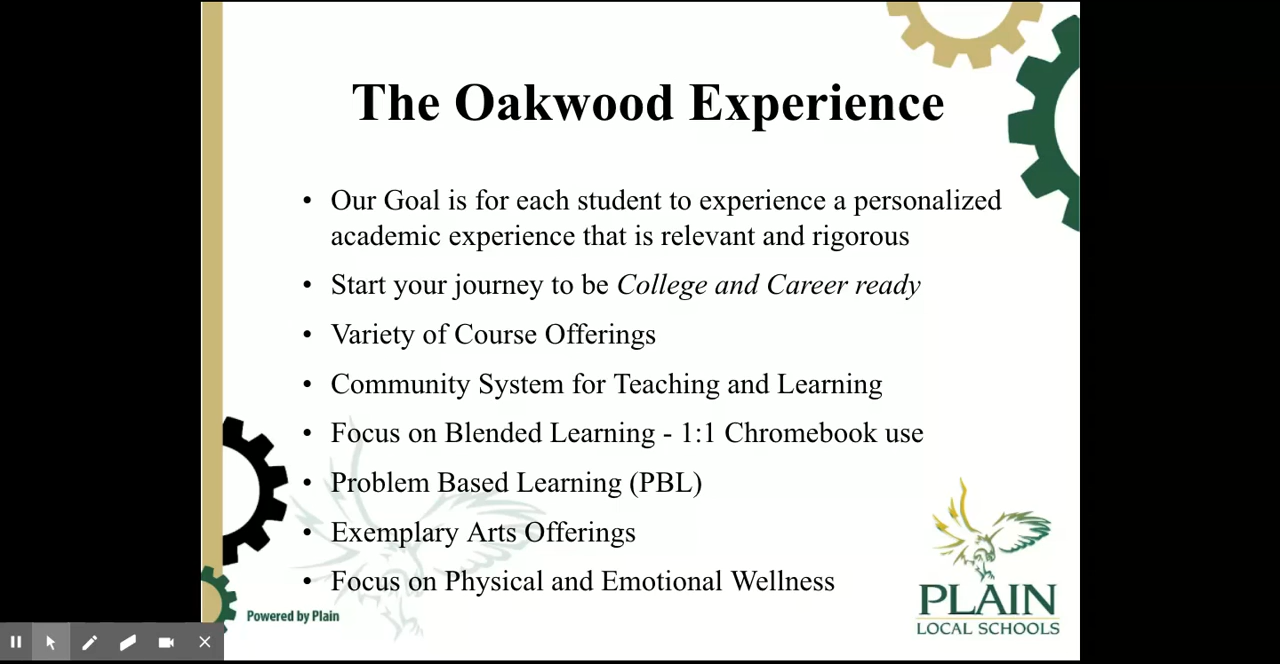 The Oakwood Experience
• Our Goal is for each student to experience a personalized
academic experience that is relevant and rigorous
• Start your journey to be College and Career ready
• Variety of Course Offerings
• Community System for Teaching and Learning
• Focus on Blended Learning - 1:1 Chromebook use
• Problem Based Learning (PBL)
• Exemplary Arts Offerings
• Focus on Physical and Emotional Wellness
Powered by Plain
PLAIN
LOCAL SCHOOLS